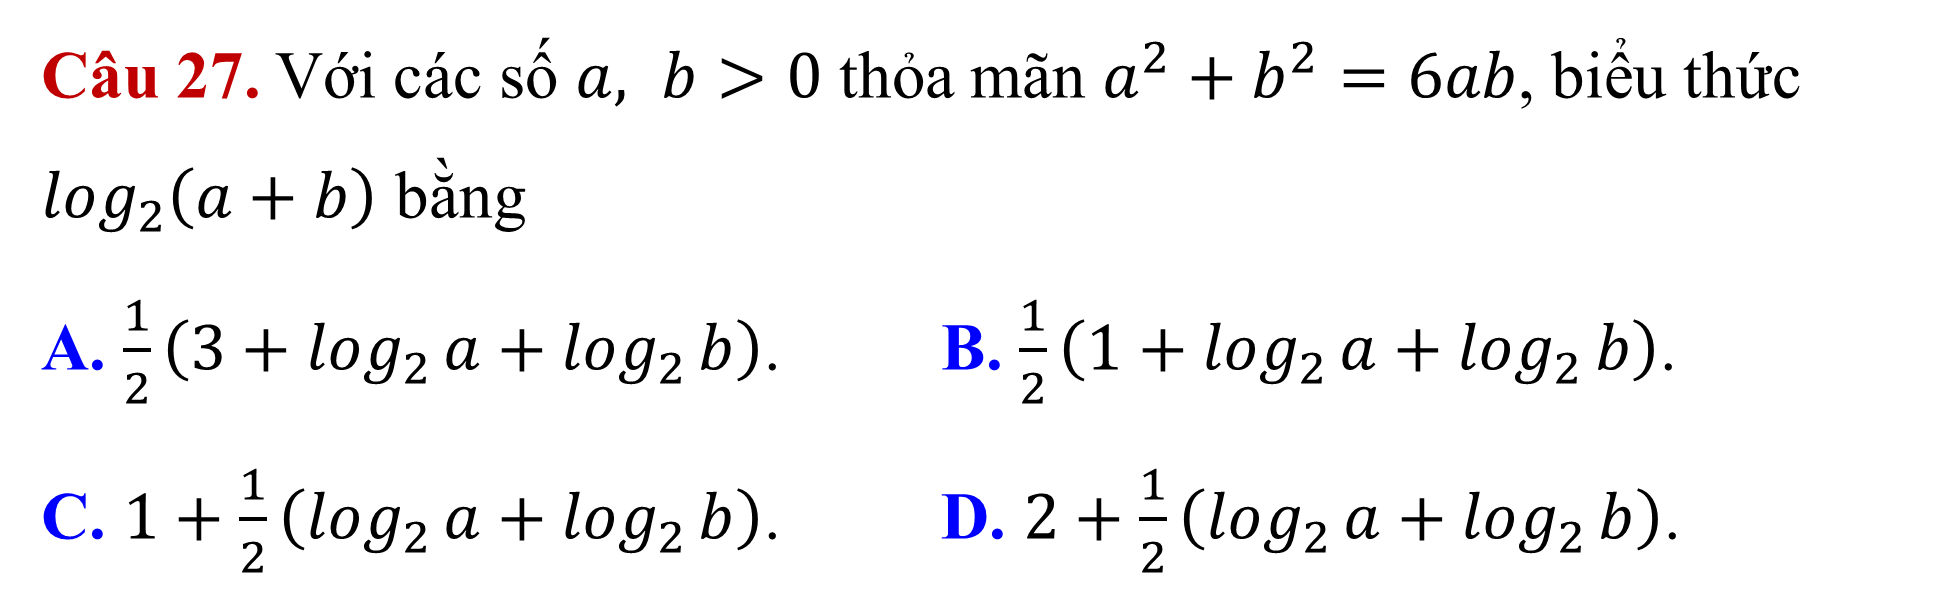 Câu 27. Với các số a, b > 0 thỏa mãn a² + b² = 6ab, biểu thức
log₂(a + b) bằng
A. 1/2 (3 + log₂ a + log₂ b). B. 1/2 (1 + log₂ a + log₂ b).
C. 1 + 1/2 (log₂ a + log₂ b). D. 2 + 1/2 (log₂ a + log₂ b).